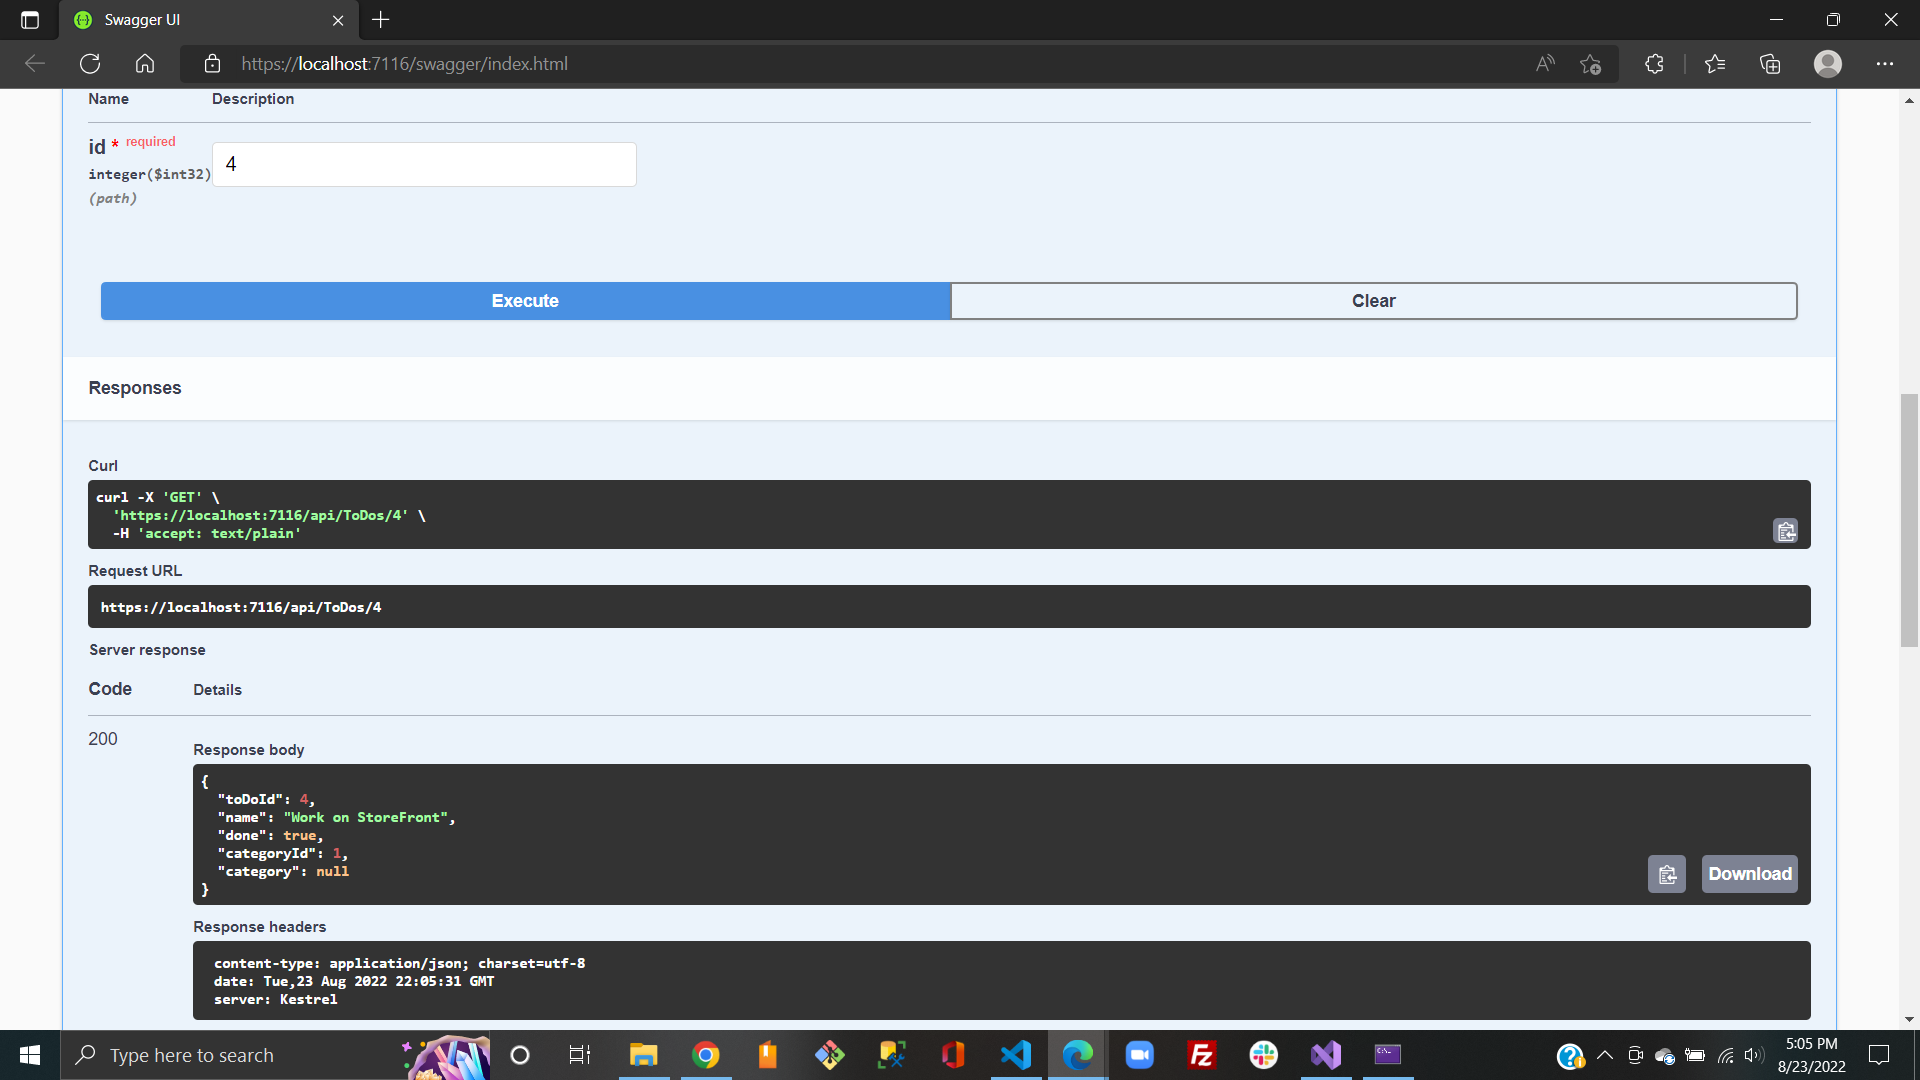 Swagger UI
https://localhost:7116/swagger/index.html
Name Description
id * required
integer($int32)
(path)
4
Execute Clear
Responses
Curl
curl -X 'GET' \
'https://localhost:7116/api/ToDos/4' \
-H 'accept: text/plain'
Request URL
https://localhost:7116/api/ToDos/4
Server response
Code Details
200
Response body
{
"toDoId": 4,
"name": "Work on StoreFront",
"done": true,
"categoryId": 1,
"category": null
}
Download
Response headers
content-type: application/json; charset=utf-8
date: Tue,23 Aug 2022 22:05:31 GMT
server: Kestrel
Type here to search
5:05 PM
8/23/2022